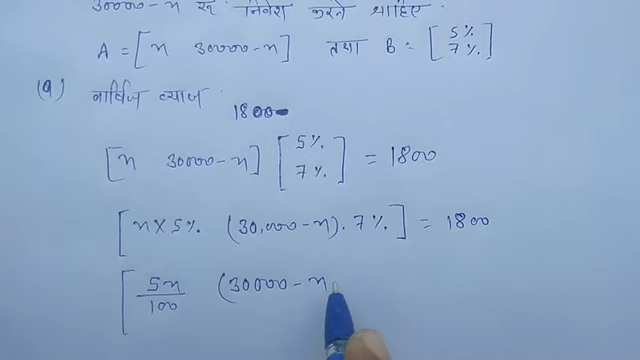 30000-x रू. निवेश करने चाहिए.
A = [x 30000-x] तथा B = [5% 7%]
(a) वार्षिक ब्याज 1800
[x 30000-x] [5% 7%] = 1800
[x×5% (30,000-x).7%] = 1800
[5x/100 (30000-x